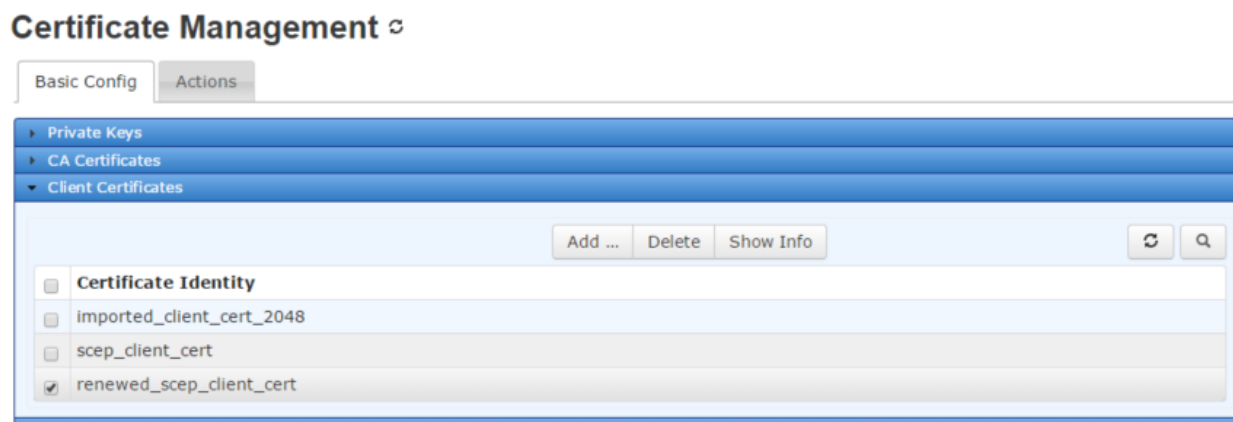 Certificate Management
Basic Config Actions
Private Keys
CA Certificates
Client Certificates
Add ... Delete Show Info
Certificate Identity
imported_client_cert_2048
scep_client_cert
renewed_scep_client_cert